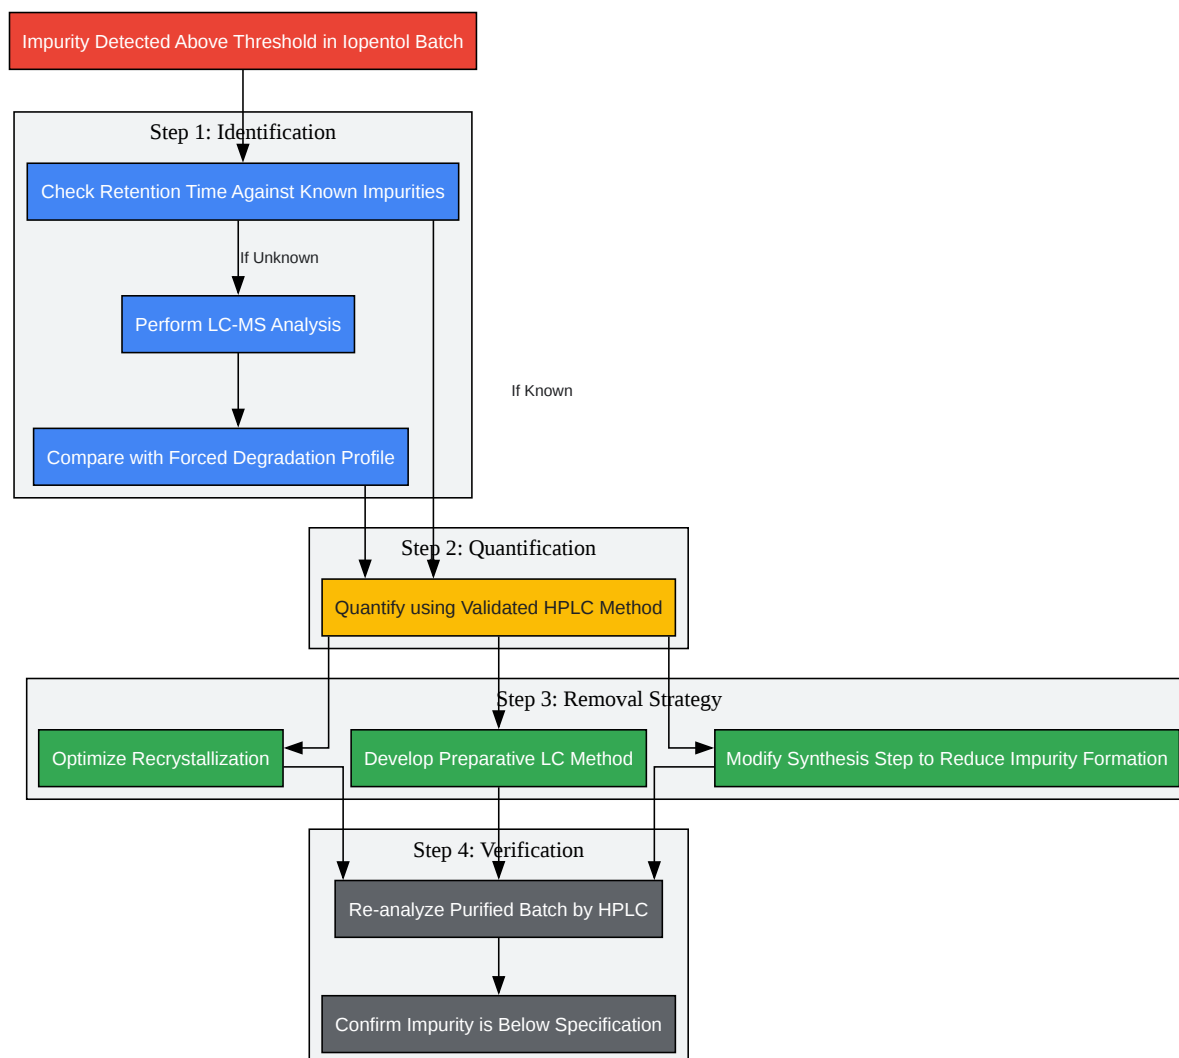 Impurity Detected Above Threshold in Iopentol Batch
Step 1: Identification
Check Retention Time Against Known Impurities
If Unknown
Perform LC-MS Analysis
If Known
Compare with Forced Degradation Profile
Step 2: Quantification
Quantify using Validated HPLC Method
Step 3: Removal Strategy
Optimize Recrystallization
Develop Preparative LC Method
Modify Synthesis Step to Reduce Impurity Formation
Step 4: Verification
Re-analyze Purified Batch by HPLC
Confirm Impurity is Below Specification